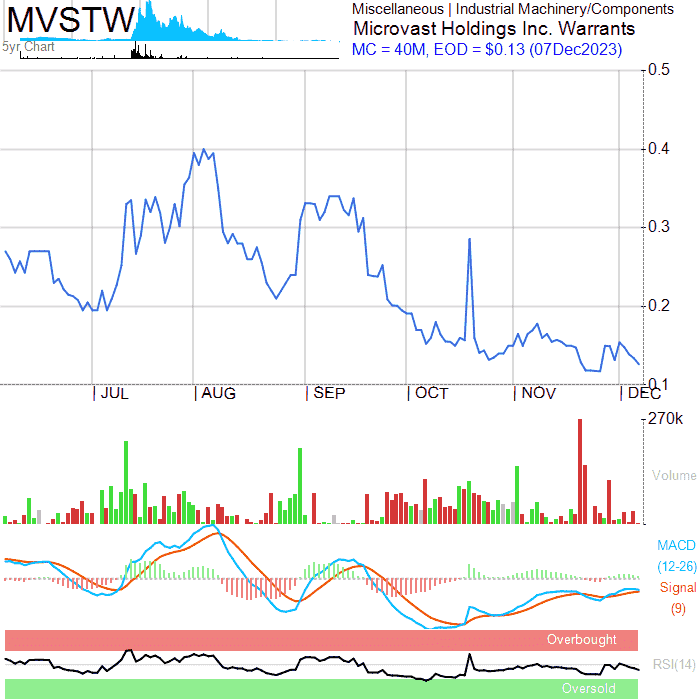 MVSTW
5yr Chart
Miscellaneous | Industrial Machinery/Components
Microvast Holdings Inc. Warrants
MC = 40M, EOD = $0.13 (07Dec2023)
0.5
0.4
0.3
0.2
0.1
JUL
AUG
SEP
OCT
NOV
DEC
270k
Volume
MACD
(12-26)
Signal
(9)
Overbought
RSI(14)
Oversold